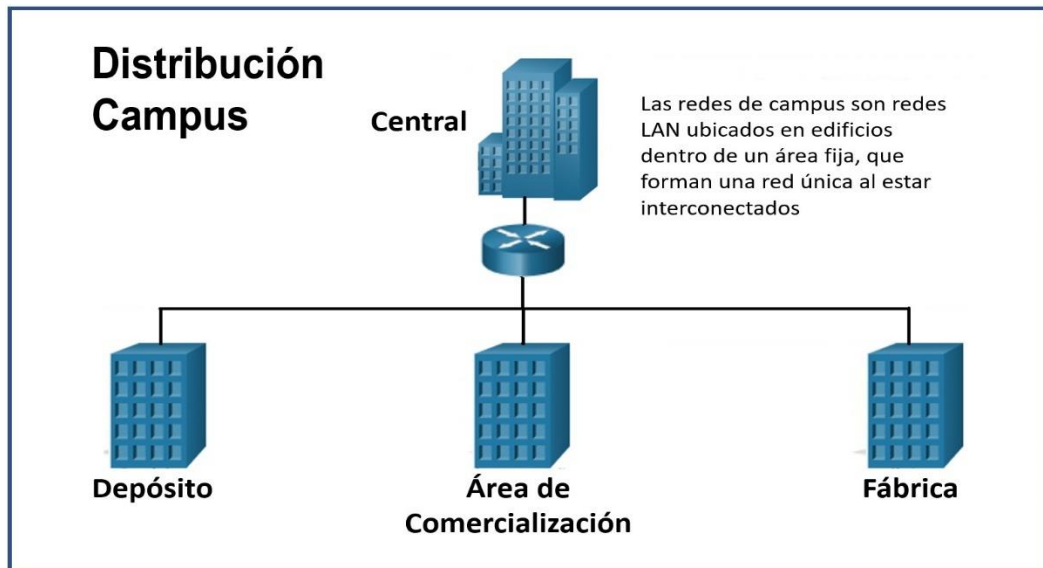 Distribución
Campus
Central
Las redes de campus son redes
LAN ubicados en edificios
dentro de un área fija, que
forman una red única al estar
interconectados
Depósito
Área de
Comercialización
Fábrica